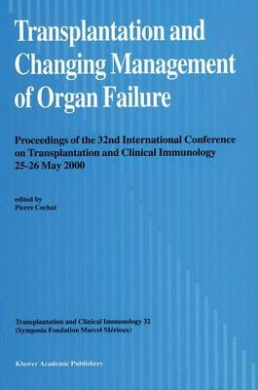 Transplantation and
Changing Management
of Organ Failure
Proceedings of the 32nd International Conference
on Transplantation and Clinical Immunology
25-26 May 2000
edited by
Pierre Cochat
Transplantation and Clinical Immunology 32
(Symposia Fondation Marcel Mérieux)
Kluwer Academic Publishers